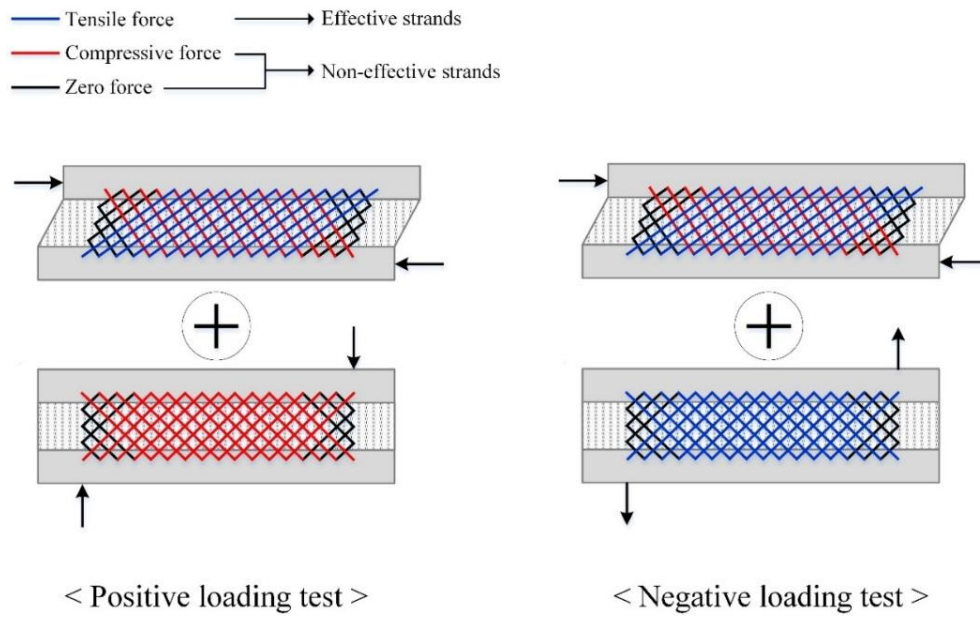 Tensile force
Effective strands
Compressive force
Zero force
Non-effective strands
< Positive loading test >
< Negative loading test >